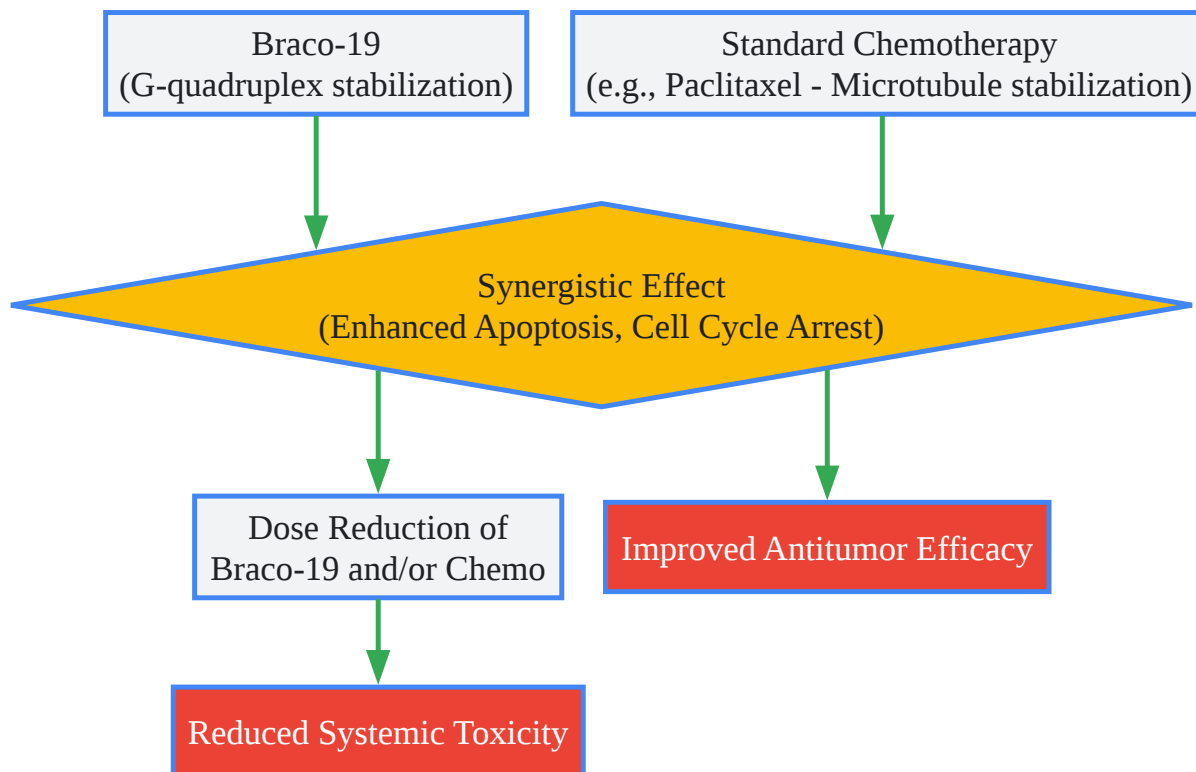 Braco-19
(G-quadruplex stabilization)
Standard Chemotherapy
(e.g., Paclitaxel - Microtubule stabilization)
Synergistic Effect
(Enhanced Apoptosis, Cell Cycle Arrest)
Dose Reduction of
Braco-19 and/or Chemo
Improved Antitumor Efficacy
Reduced Systemic Toxicity